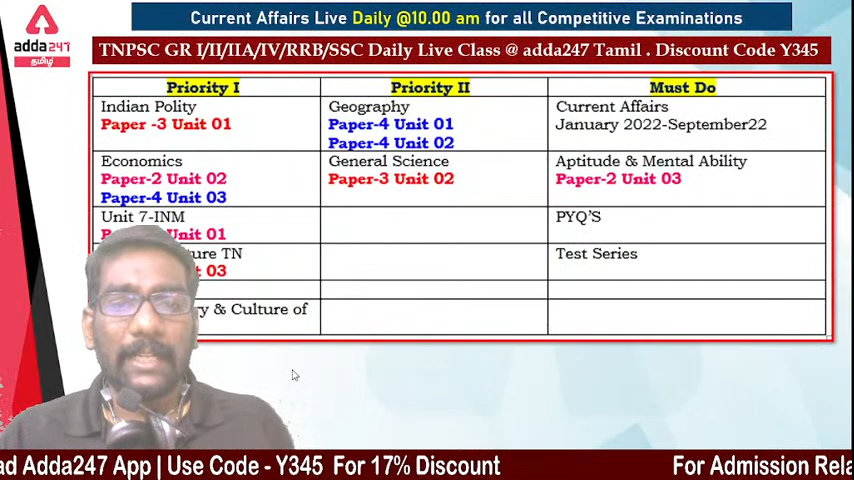 Current Affairs Live Daily @10.00 am for all Competitive Examinations
adda247
தமிழ்
TNPSC GR I/II/IIA/IV/RRB/SSC Daily Live Class @ adda247 Tamil . Discount Code Y345
Priority I Priority II Must Do
Indian Polity
Paper -3 Unit 01
Geography
Paper-4 Unit 01
Paper-4 Unit 02
Current Affairs
January 2022-September22
Economics
Paper-2 Unit 02
Paper-4 Unit 03
General Science
Paper-3 Unit 02
Aptitude & Mental Ability
Paper-2 Unit 03
Unit 7-INM
Unit 01
PYQ'S
TN
03
Test Series
& Culture of
Adda247 App | Use Code - Y345 For 17% Discount
For Admission